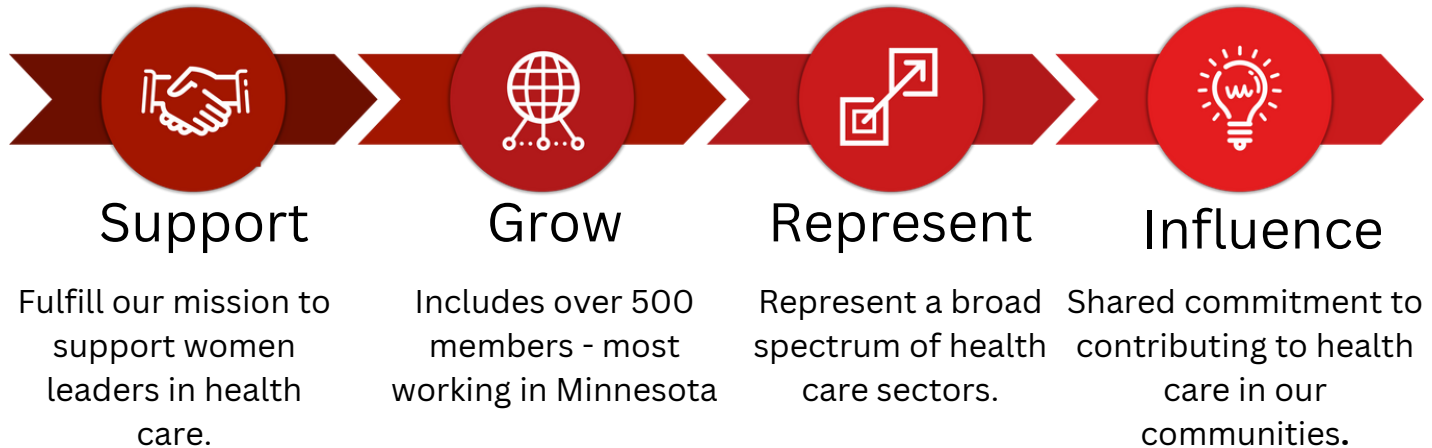 Support
Fulfill our mission to
support women
leaders in health
care.
Grow
Includes over 500
members - most
working in Minnesota
Represent
Represent a broad
spectrum of health
care sectors.
Influence
Shared commitment to
contributing to health
care in our
communities.